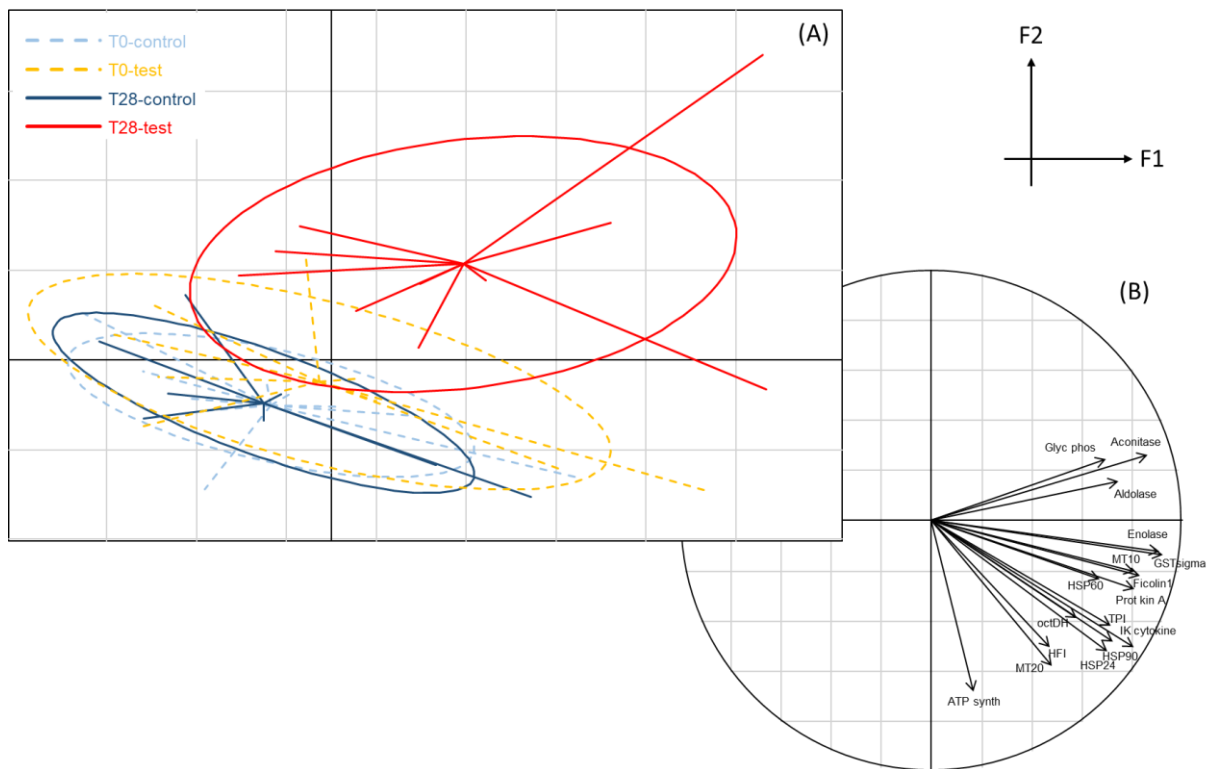 T0-control
T0-test
T28-control
T28-test
(A)
F2
F1
(B)
Glyc phos
Aconitase
Aldolase
Enolase
MT10
GSTsigma
HSP60
Ficolin1
Prot kin A
octDH
TPI
IK cytokine
HFI
HSP90
MT20
HSP24
ATP synth